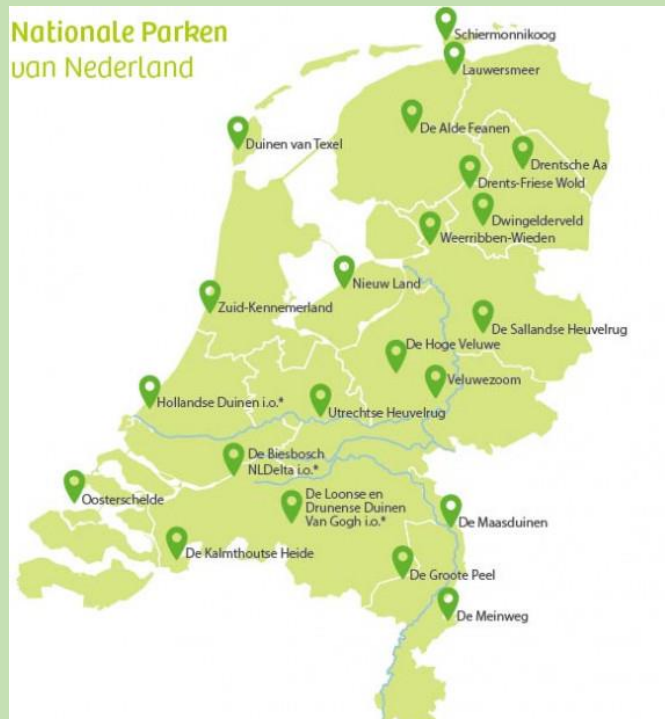 Nationale Parken
van Nederland
Schiermonnikoog
Lauwersmeer
De Alde Feanen
Duinen van Texel
Drentsche Aa
Drents-Friese Wold
Dwingelderveld
Weerribben-Wieden
Nieuw Land
Zuid-Kennemerland
De Sallandse Heuvelrug
De Hoge Veluwe
Veluwezoom
Hollandse Duinen i.o.*
Utrechtse Heuvelrug
De Biesbosch
NLDelta i.o.*
Oosterschelde
De Loonse en
Drunense Duinen
Van Gogh i.o.*
De Maasduinen
De Kalmthoutse Heide
De Groote Peel
De Meinweg